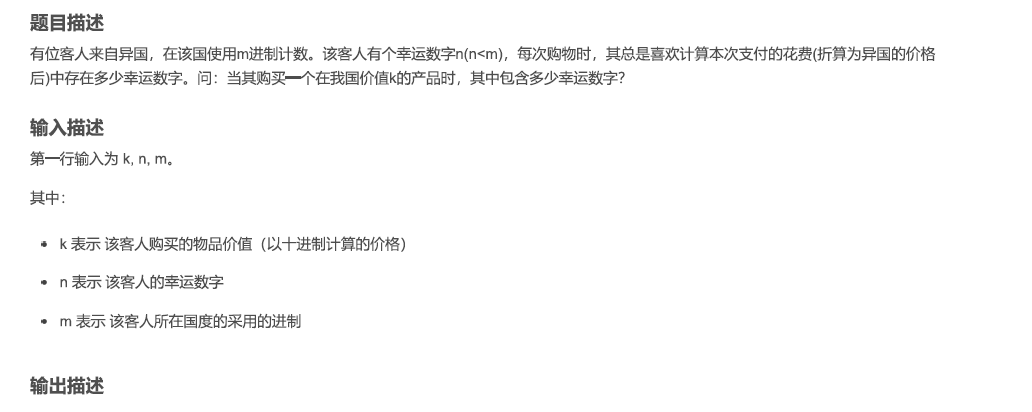 题目描述
有位客人来自异国，在该国使用m进制计数。该客人有个幸运数字n(n<m)，每次购物时，其总是喜欢计算本次支付的花费(折算为异国的价格
后)中存在多少幸运数字。问：当其购买一个在我国价值k的产品时，其中包含多少幸运数字？
输入描述
第一行输入为 k, n, m。
其中：
• k 表示 该客人购买的物品价值（以十进制计算的价格）
• n 表示 该客人的幸运数字
• m 表示 该客人所在国度的采用的进制
输出描述